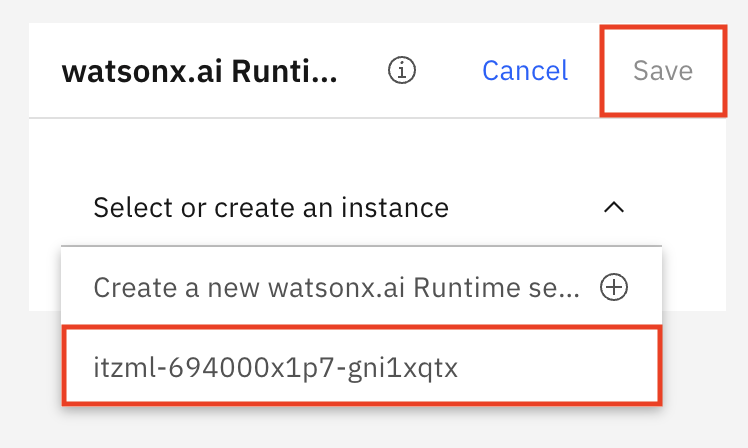 watsonx.ai Runti... Cancel Save
Select or create an instance
Create a new watsonx.ai Runtime se...
itzml-694000x1p7-gni1xqtx